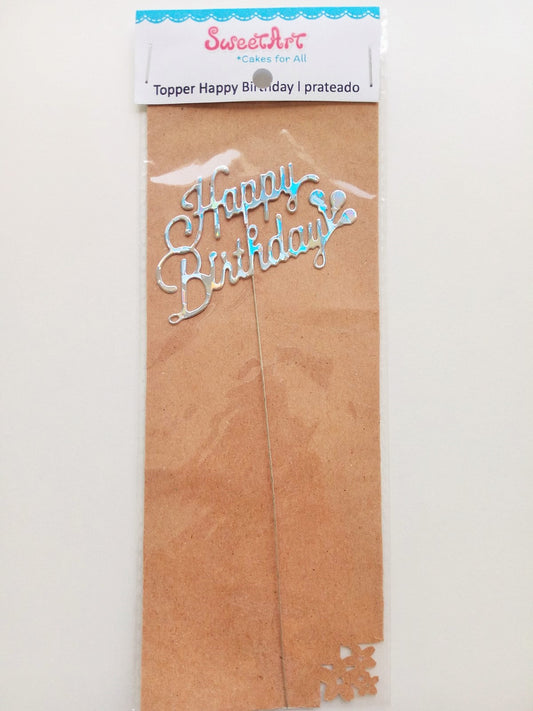 SweetArt
*Cakes for All
Topper Happy Birthday | prateado
Happy
Birthday